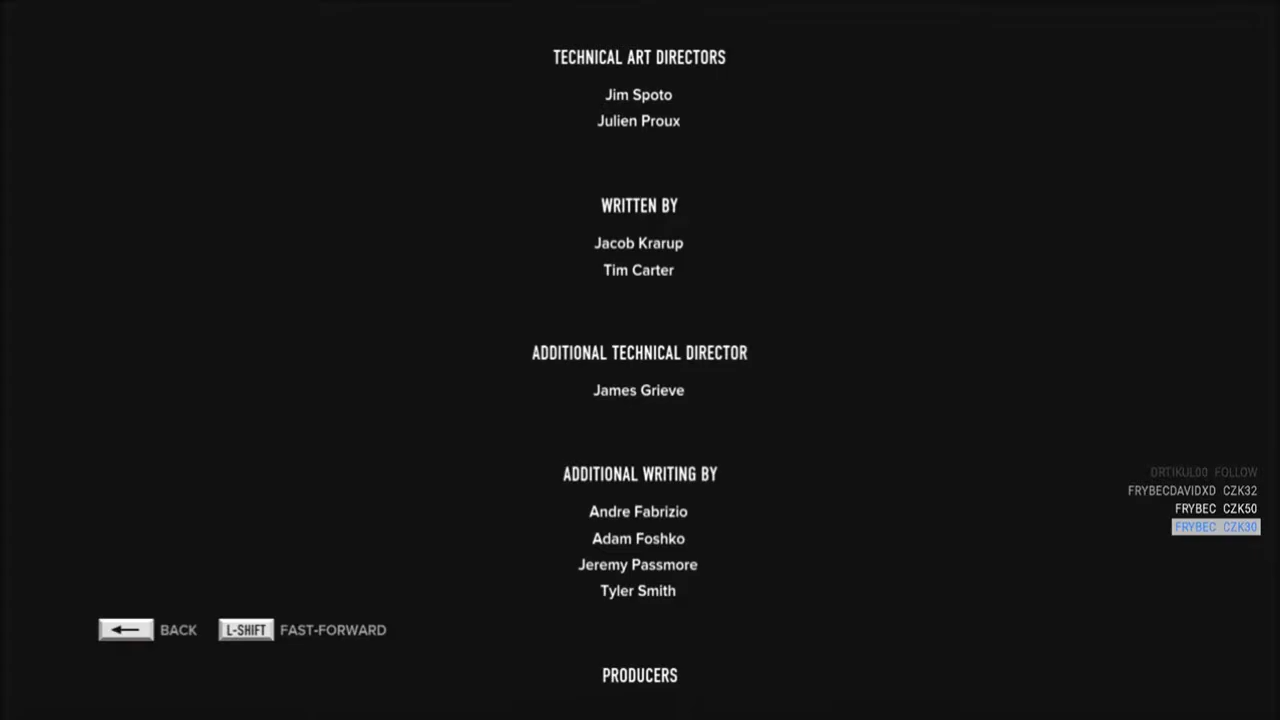 TECHNICAL ART DIRECTORS
Jim Spoto
Julien Proux
WRITTEN BY
Jacob Krarup
Tim Carter
ADDITIONAL TECHNICAL DIRECTOR
James Grieve
ADDITIONAL WRITING BY
Andre Fabrizio
Adam Foshko
Jeremy Passmore
Tyler Smith
PRODUCERS
BACK
L-SHIFT FAST-FORWARD
DRTIKUL00 FOLLOW
FRYBECDAVIDXD CZK32
FRYBEC CZK50
FRYBEC CZK30